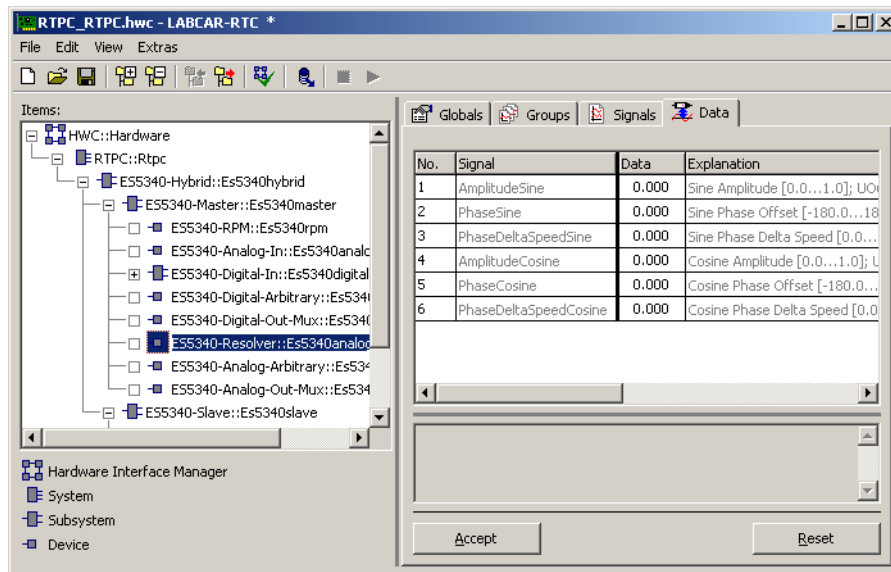 RTPC_RTPC.hwc - LABCAR-RTC *
File Edit View Extras
Items:
HWC::Hardware
RTPC::Rtpc
ES5340-Hybrid::Es5340hybrid
ES5340-Master::Es5340master
ES5340-RPM::Es5340rpm
ES5340-Analog-In::Es5340analo
ES5340-Digital-In::Es5340digital
ES5340-Digital-Arbitrary::Es534
ES5340-Digital-Out-Mux::Es534
ES5340-Resolver::Es5340analog
ES5340-Analog-Arbitrary::Es534
ES5340-Analog-Out-Mux::Es534
ES5340-Slave::Es5340slave
Hardware Interface Manager
System
Subsystem
Device
Globals Groups Signals Data
No. Signal Data Explanation
1 AmplitudeSine 0.000 Sine Amplitude [0.0...1.0]; UO
2 PhaseSine 0.000 Sine Phase Offset [-180.0...18
3 PhaseDeltaSpeedSine 0.000 Sine Phase Delta Speed [0.0...
4 AmplitudeCosine 0.000 Cosine Amplitude [0.0...1.0]; U
5 PhaseCosine 0.000 Cosine Phase Offset [-180.0...
6 PhaseDeltaSpeedCosine 0.000 Cosine Phase Delta Speed [0.0
Accept Reset